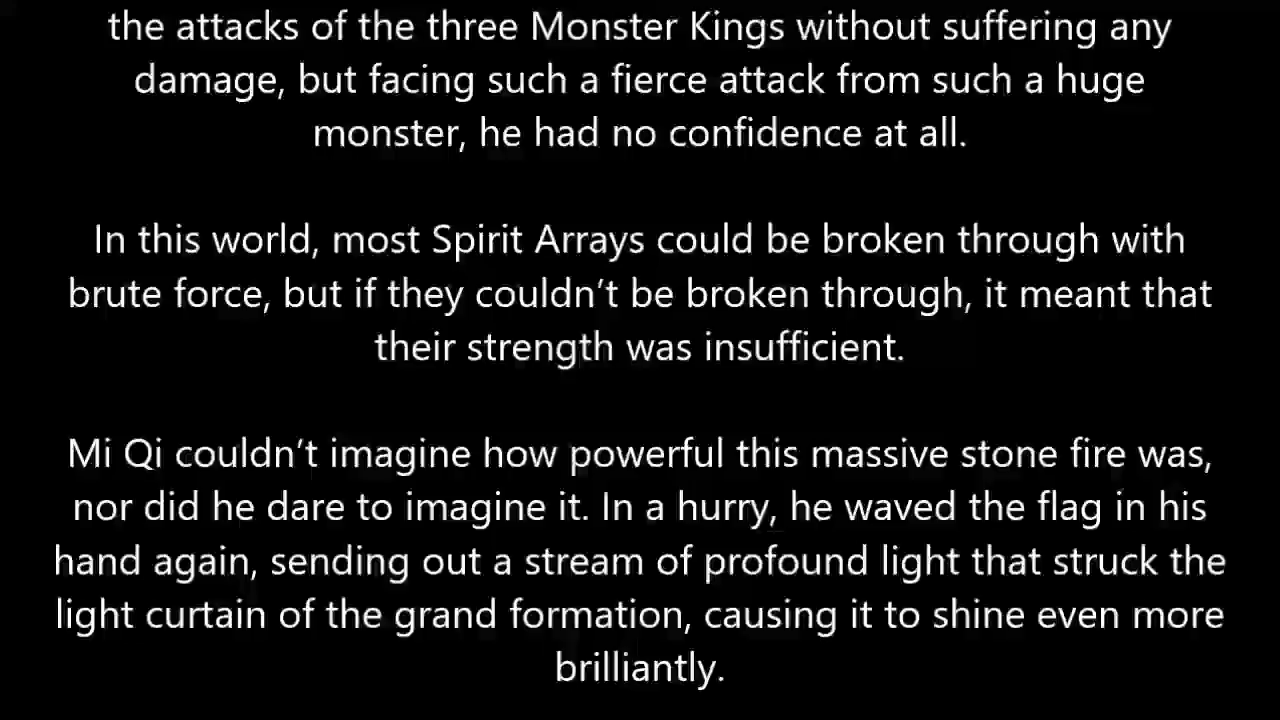 the attacks of the three Monster Kings without suffering any
damage, but facing such a fierce attack from such a huge
monster, he had no confidence at all.
In this world, most Spirit Arrays could be broken through with
brute force, but if they couldn’t be broken through, it meant that
their strength was insufficient.
Mi Qi couldn’t imagine how powerful this massive stone fire was,
nor did he dare to imagine it. In a hurry, he waved the flag in his
hand again, sending out a stream of profound light that struck the
light curtain of the grand formation, causing it to shine even more
brilliantly.